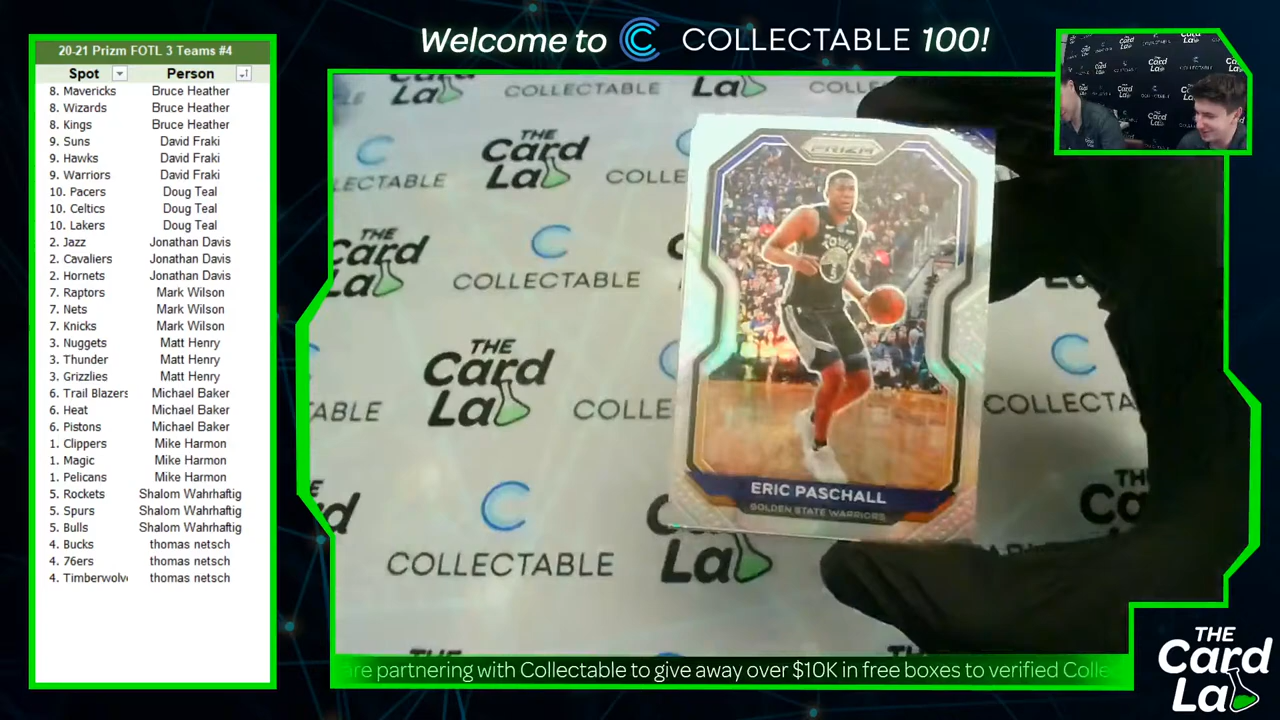 Welcome to COLLECTABLE 100!
20-21 Prizm FOTL 3 Teams #4
Spot Person
8. Mavericks Bruce Heather
8. Wizards Bruce Heather
8. Kings Bruce Heather
9. Suns David Fraki
9. Hawks David Fraki
9. Warriors David Fraki
10. Pacers Doug Teal
10. Celtics Doug Teal
10. Lakers Doug Teal
2. Jazz Jonathan Davis
2. Cavaliers Jonathan Davis
2. Hornets Jonathan Davis
7. Raptors Mark Wilson
7. Nets Mark Wilson
7. Knicks Mark Wilson
3. Nuggets Matt Henry
3. Thunder Matt Henry
3. Grizzlies Matt Henry
6. Trail Blazers Michael Baker
6. Heat Michael Baker
6. Pistons Michael Baker
1. Clippers Mike Harmon
1. Magic Mike Harmon
1. Pelicans Mike Harmon
5. Rockets Shalom Wahrhaftig
5. Spurs Shalom Wahrhaftig
5. Bulls Shalom Wahrhaftig
4. Bucks thomas netsch
4. 76ers thomas netsch
4. Timberwolv thomas netsch
COLLECTABLE
THE
Card
Lab
COLLECTABLE
THE
Card
Lab
COLLECTABLE
PRIZM
ERIC PASCHALL
GOLDEN STATE WARRIORS
are partnering with Collectable to give away over $10K in free boxes to verified Colle
THE
Card
Lab